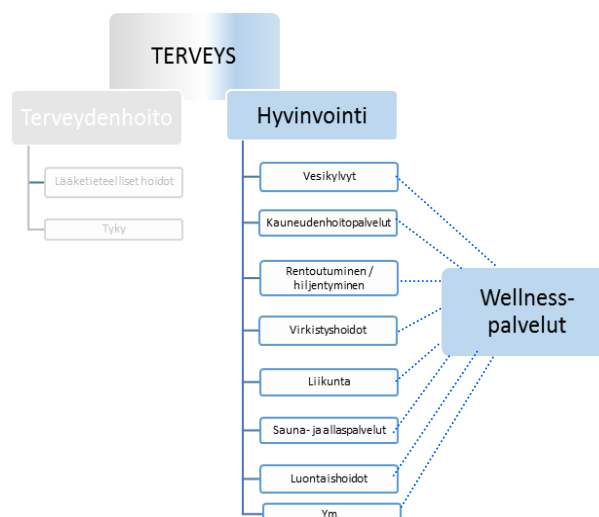 TERVEYS
Terveydenhoito
Lääketieteelliset hoidot
Tyky
Hyvinvointi
Vesikylvyt
Kauneudenhoitopalvelut
Rentoutuminen /
hiljentyminen
Virkistyshoidot
Liikunta
Sauna- ja allaspalvelut
Luontaishoidot
Ym.
Wellness-
palvelut